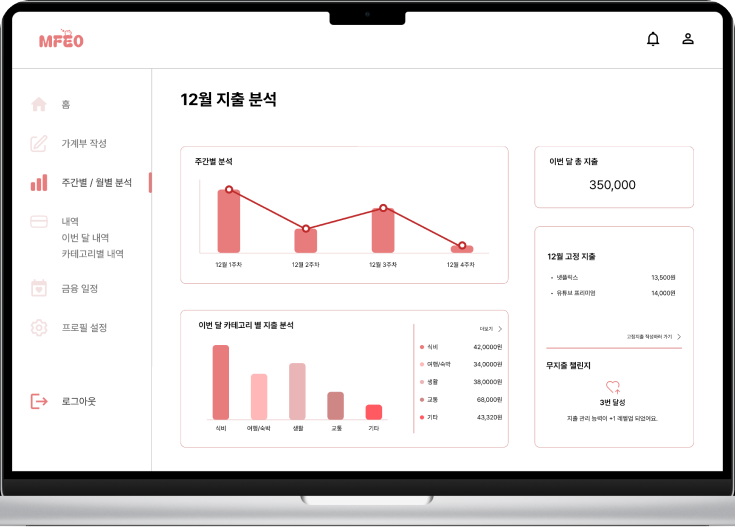 MFEO
홈
가계부 작성
주간별 / 월별 분석
내역
이번 달 내역
카테고리별 내역
금융 일정
프로필 설정
로그아웃
12월 지출 분석
주간별 분석
12월 1주차
12월 2주차
12월 3주차
12월 4주차
이번 달 총 지출
350,000
12월 고정 지출
• 넷플릭스 13,500원
• 유튜브 프리미엄 14,000원
고정지출 작성하러 가기
무지출 챌린지
3번 달성
지출 관리 능력이 +1 레벨업 되었어요.
이번 달 카테고리 별 지출 분석
식비
여행/숙박
생활
교통
기타
더보기
식비 42,0000원
여행/숙박 34,0000원
생활 38,0000원
교통 68,000원
기타 43,320원